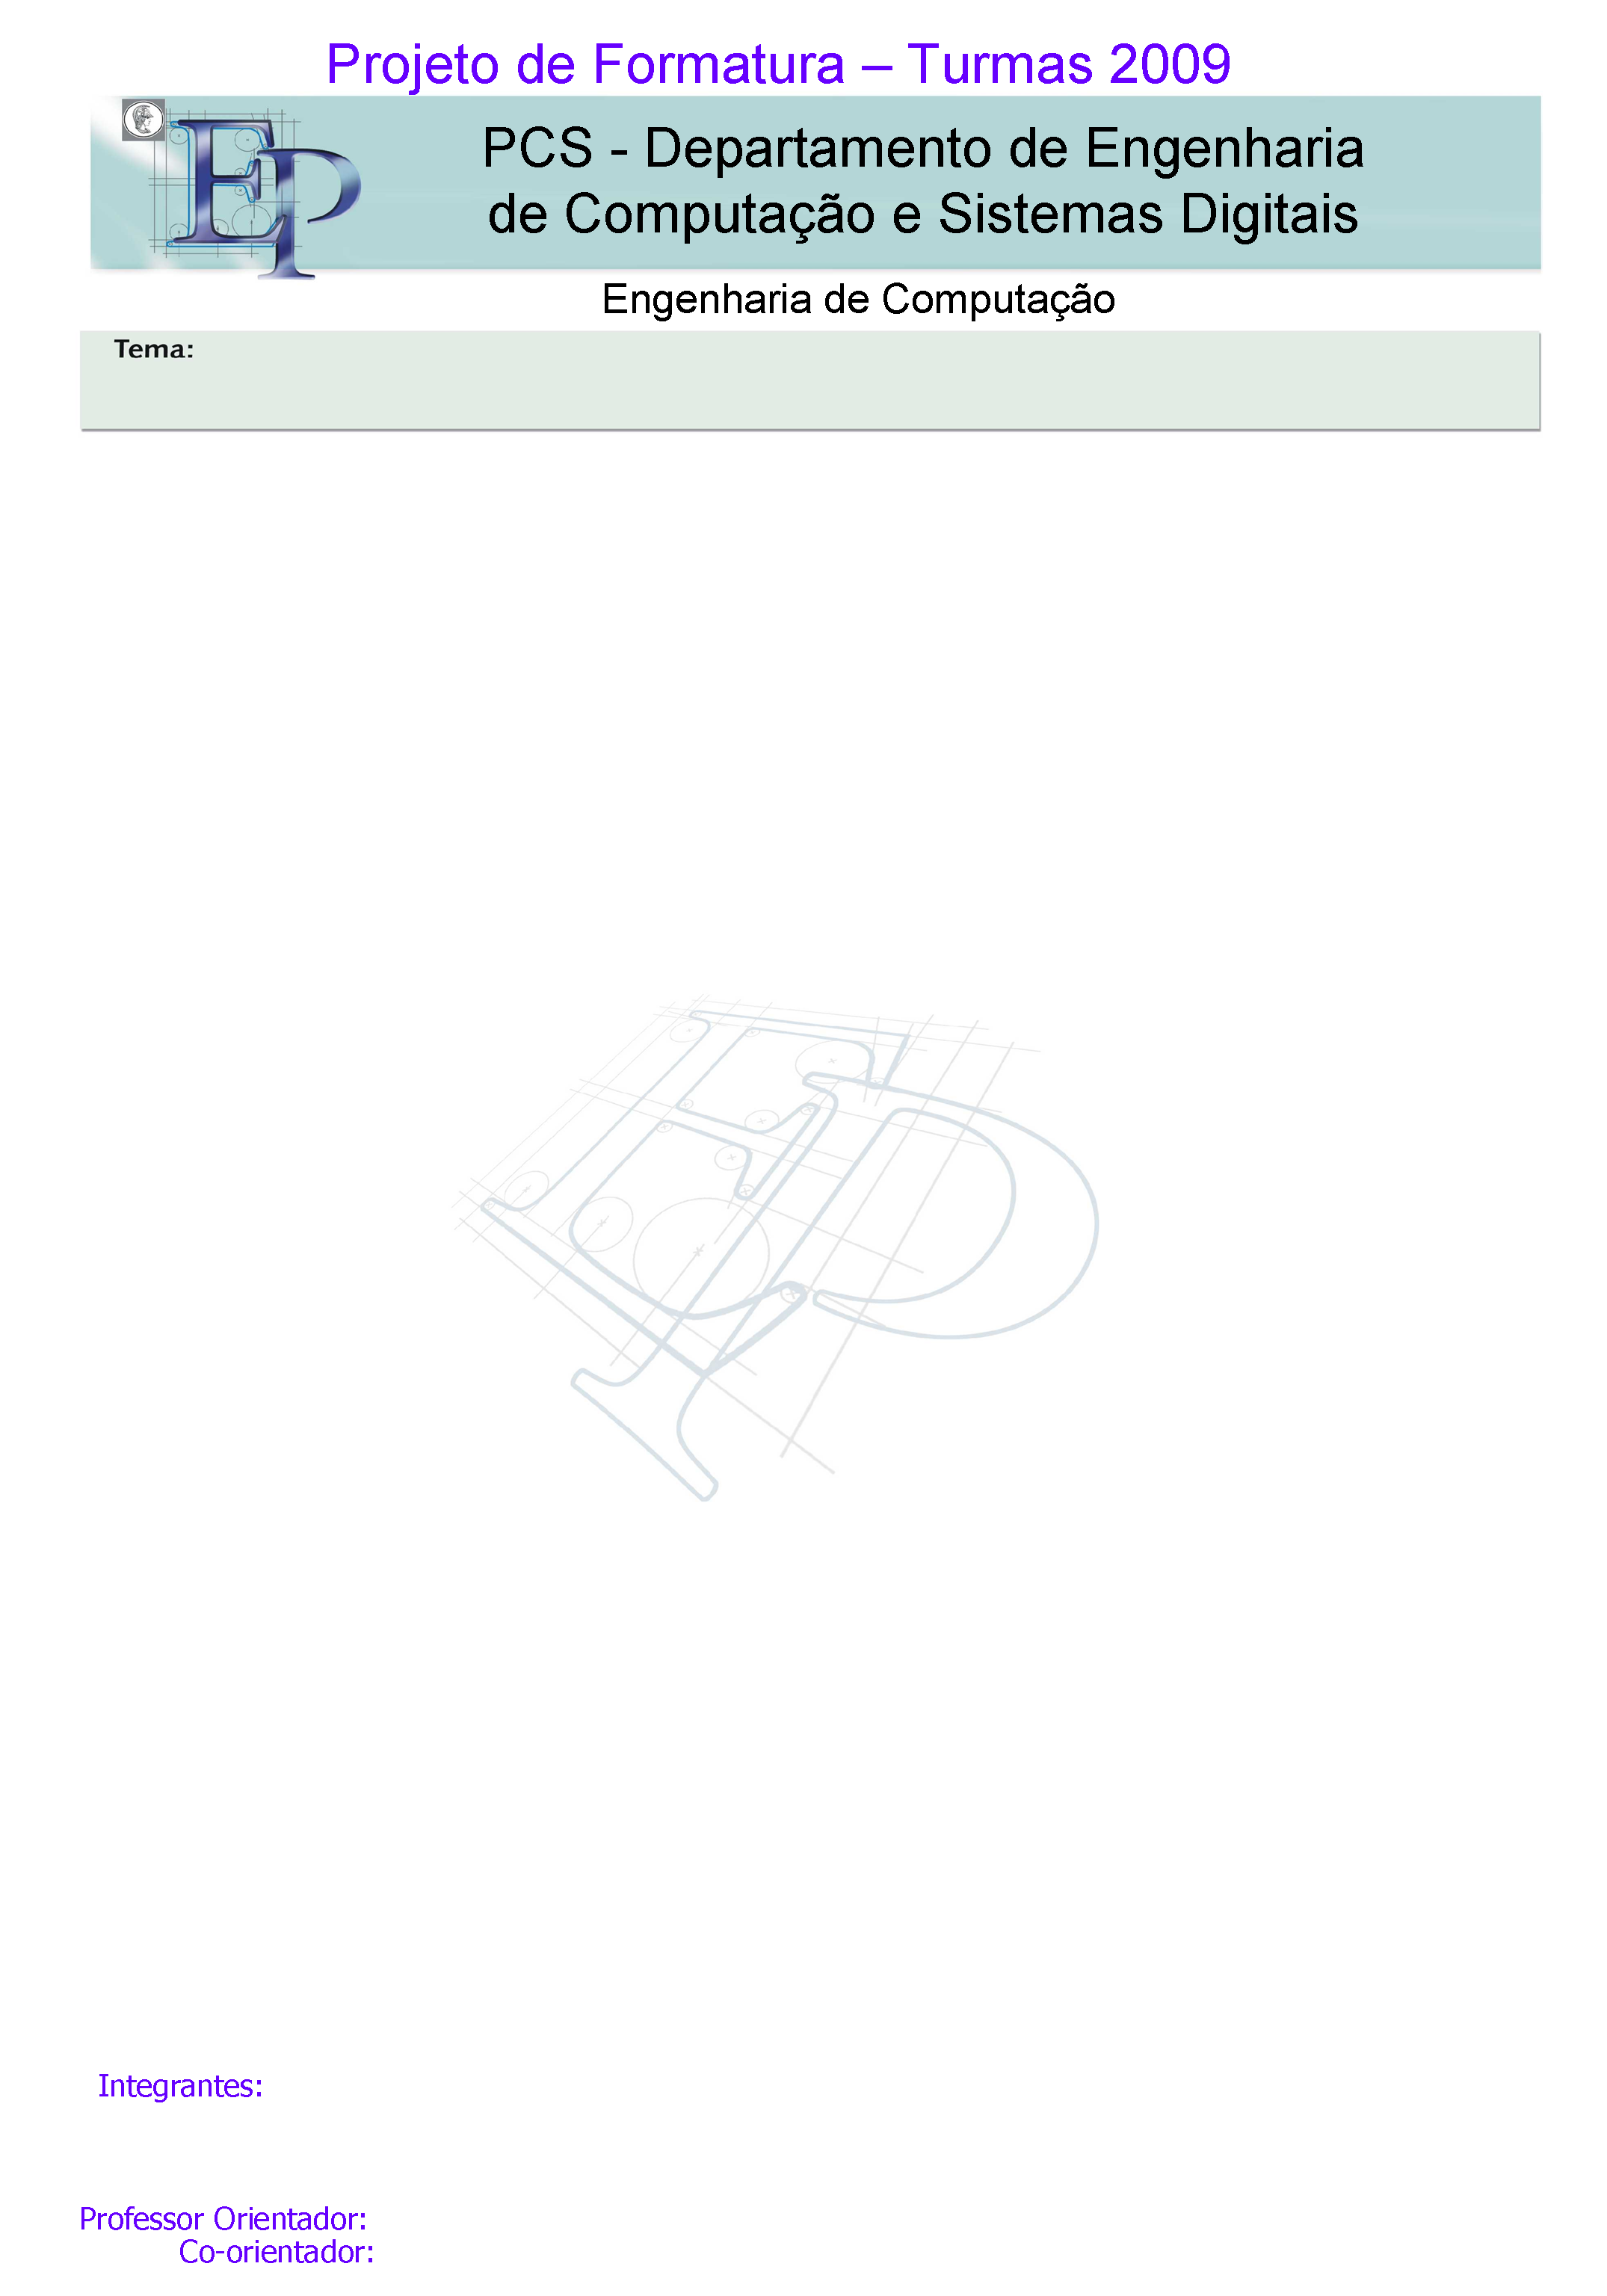 Projeto de Formatura – Turmas 2009
PCS - Departamento de Engenharia
de Computação e Sistemas Digitais
EP
Engenharia de Computação
Tema:
Integrantes:
Professor Orientador:
Co-orientador: